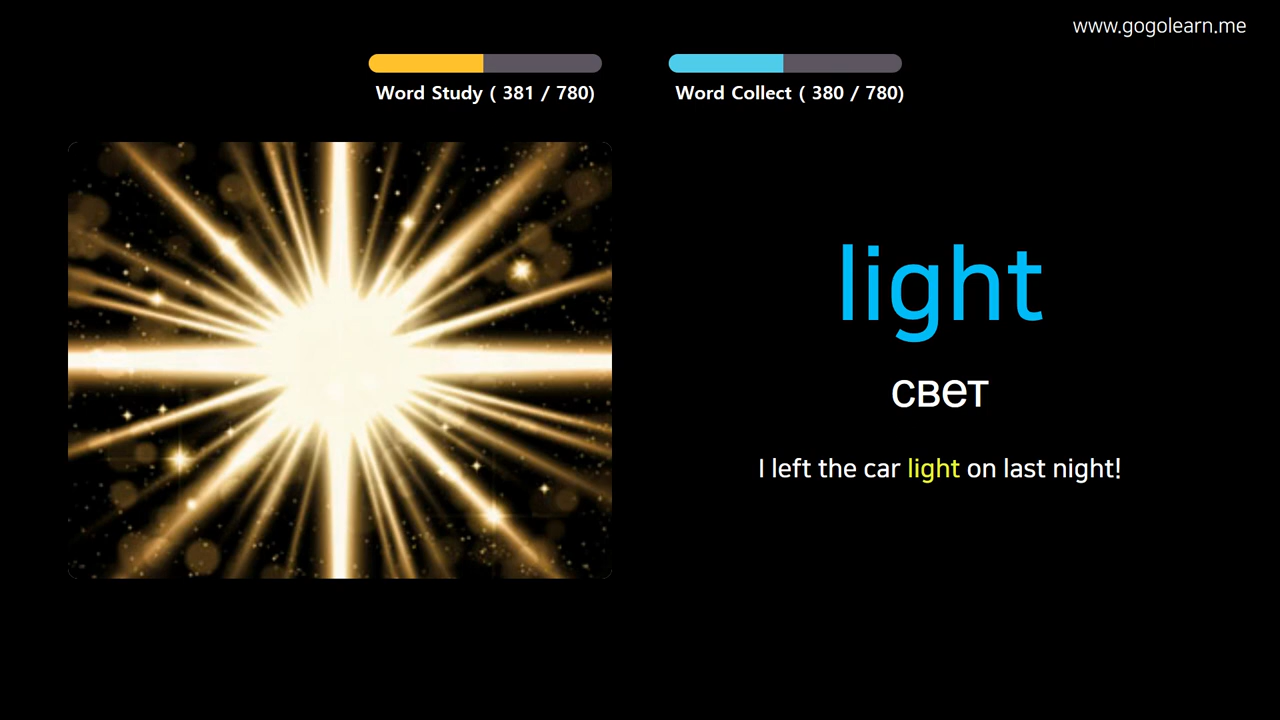 www.gogolearn.me
Word Study ( 381 / 780)
Word Collect ( 380 / 780)
light
свет
I left the car light on last night!